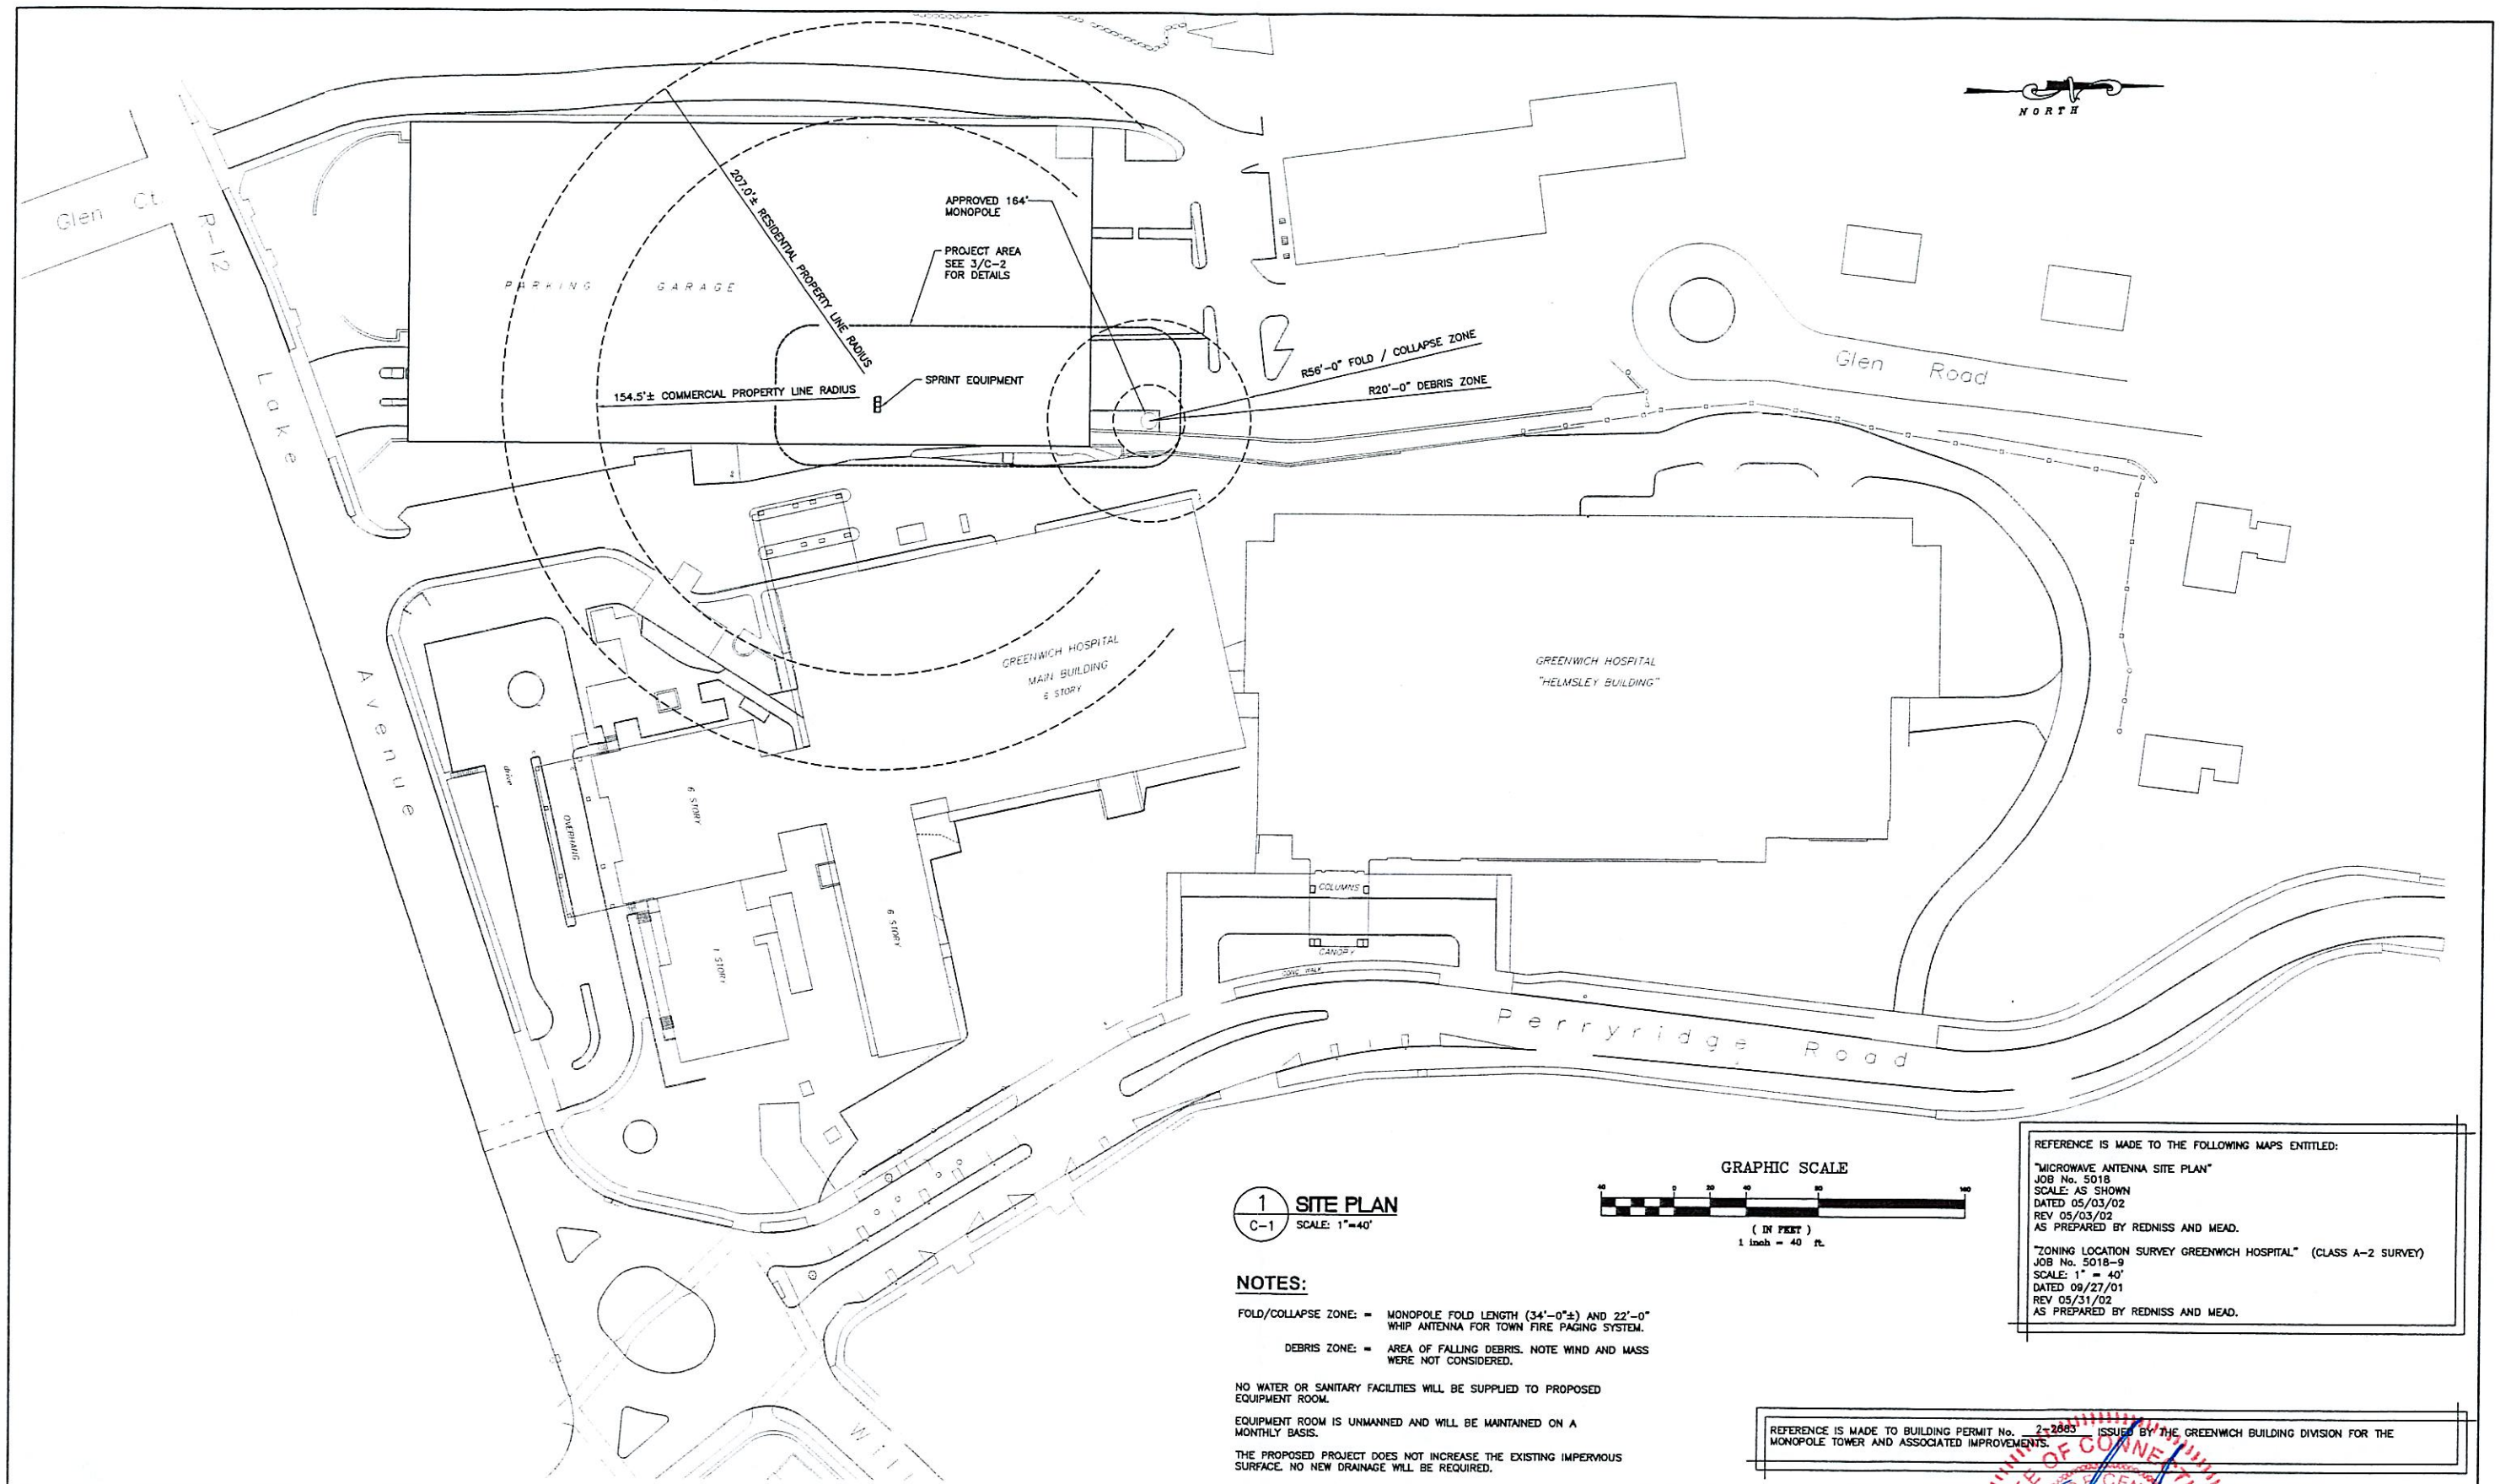 NORTH
Glen Ct
R-12
Lake
Avenue
PARKING GARAGE
207.0'± RESIDENTIAL PROPERTY LINE RADIUS
APPROVED 164'
MONOPOLE
PROJECT AREA
SEE 3/C-2
FOR DETAILS
154.5'± COMMERCIAL PROPERTY LINE RADIUS
SPRINT EQUIPMENT
R56'-0" FOLD / COLLAPSE ZONE
R20'-0" DEBRIS ZONE
Glen Road
GREENWICH HOSPITAL
MAIN BUILDING
6 STORY
GREENWICH HOSPITAL
"HELMSLEY BUILDING"
drive
OVERHANG
6 STORY
1 STORY
6 STORY
COLUMNS
CANOPY
CONC. WALK
Perryridge Road
1
C-1
SITE PLAN
SCALE: 1"=40'
GRAPHIC SCALE
40 0 20 40 80 160
( IN FEET )
1 inch = 40 ft.
NOTES:
FOLD/COLLAPSE ZONE: = MONOPOLE FOLD LENGTH (34'-0"±) AND 22'-0"
WHIP ANTENNA FOR TOWN FIRE PAGING SYSTEM.
DEBRIS ZONE: = AREA OF FALLING DEBRIS. NOTE WIND AND MASS
WERE NOT CONSIDERED.
NO WATER OR SANITARY FACILITIES WILL BE SUPPLIED TO PROPOSED
EQUIPMENT ROOM.
EQUIPMENT ROOM IS UNMANNED AND WILL BE MAINTAINED ON A
MONTHLY BASIS.
THE PROPOSED PROJECT DOES NOT INCREASE THE EXISTING IMPERVIOUS
SURFACE. NO NEW DRAINAGE WILL BE REQUIRED.
REFERENCE IS MADE TO THE FOLLOWING MAPS ENTITLED:
"MICROWAVE ANTENNA SITE PLAN"
JOB No. 5018
SCALE: AS SHOWN
DATED 05/03/02
REV 05/03/02
AS PREPARED BY REDNISS AND MEAD.
"ZONING LOCATION SURVEY GREENWICH HOSPITAL" (CLASS A-2 SURVEY)
JOB No. 5018-9
SCALE: 1" = 40'
DATED 09/27/01
REV 05/31/02
AS PREPARED BY REDNISS AND MEAD.
REFERENCE IS MADE TO BUILDING PERMIT No. ISSUED BY THE GREENWICH BUILDING DIVISION FOR THE
MONOPOLE TOWER AND ASSOCIATED IMPROVEMENTS.
OF CONNECT